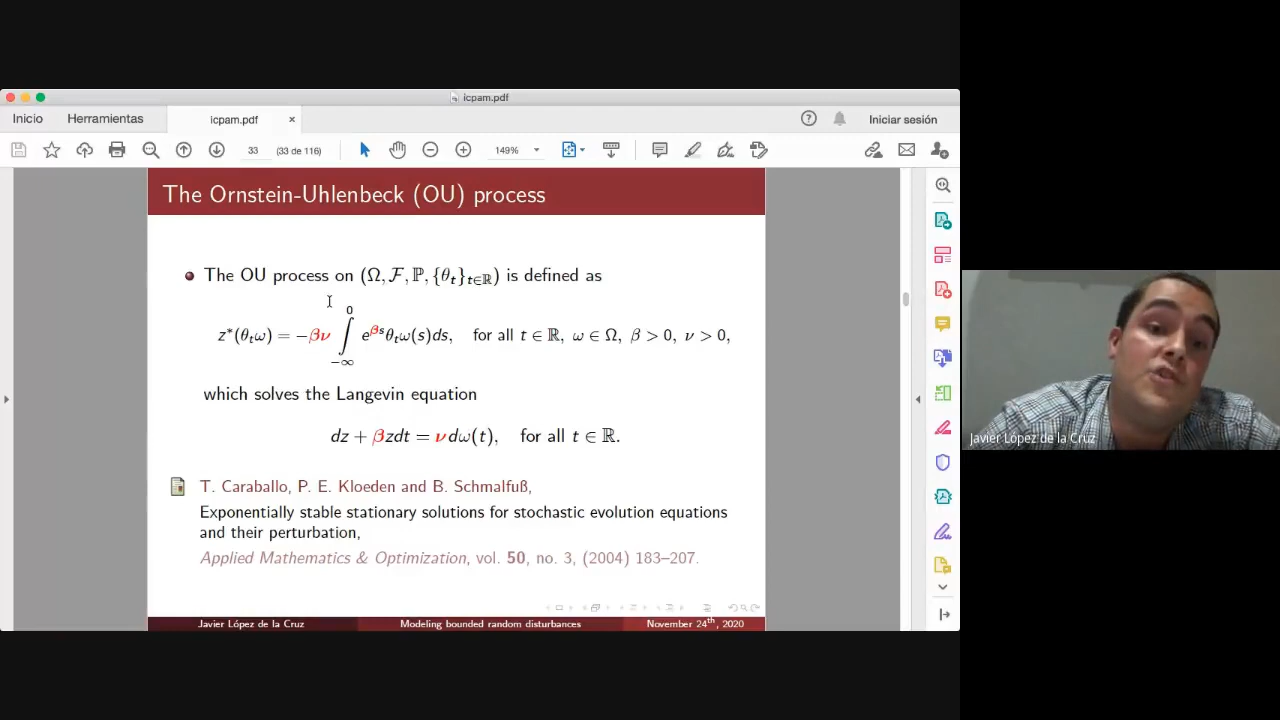 icpam.pdf
Inicio Herramientas icpam.pdf × Iniciar sesión
33 (33 de 116) 149%
The Ornstein-Uhlenbeck (OU) process
The OU process on (Ω, ℱ, ℙ, {θₜ}ₜ∈ℝ) is defined as
z*(θₜω) = −βν ∫_{−∞}^{0} e^{βs}θₜω(s)ds, for all t ∈ ℝ, ω ∈ Ω, β > 0, ν > 0,
which solves the Langevin equation
dz + βzdt = νdω(t), for all t ∈ ℝ.
T. Caraballo, P. E. Kloeden and B. Schmalfuß,
Exponentially stable stationary solutions for stochastic evolution equations
and their perturbation,
Applied Mathematics & Optimization, vol. 50, no. 3, (2004) 183–207.
Javier López de la Cruz Modeling bounded random disturbances November 24th, 2020
Javier López de la Cruz